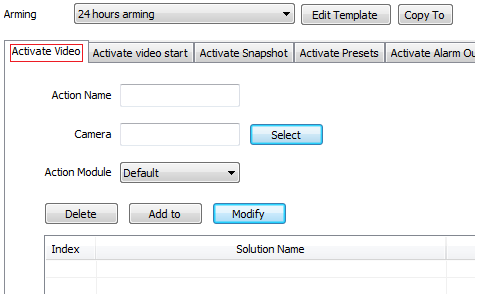 Arming 24 hours arming Edit Template Copy To
Activate Video Activate video start Activate Snapshot Activate Presets Activate Alarm Ou
Action Name
Camera Select
Action Module Default
Delete Add to Modify
Index Solution Name